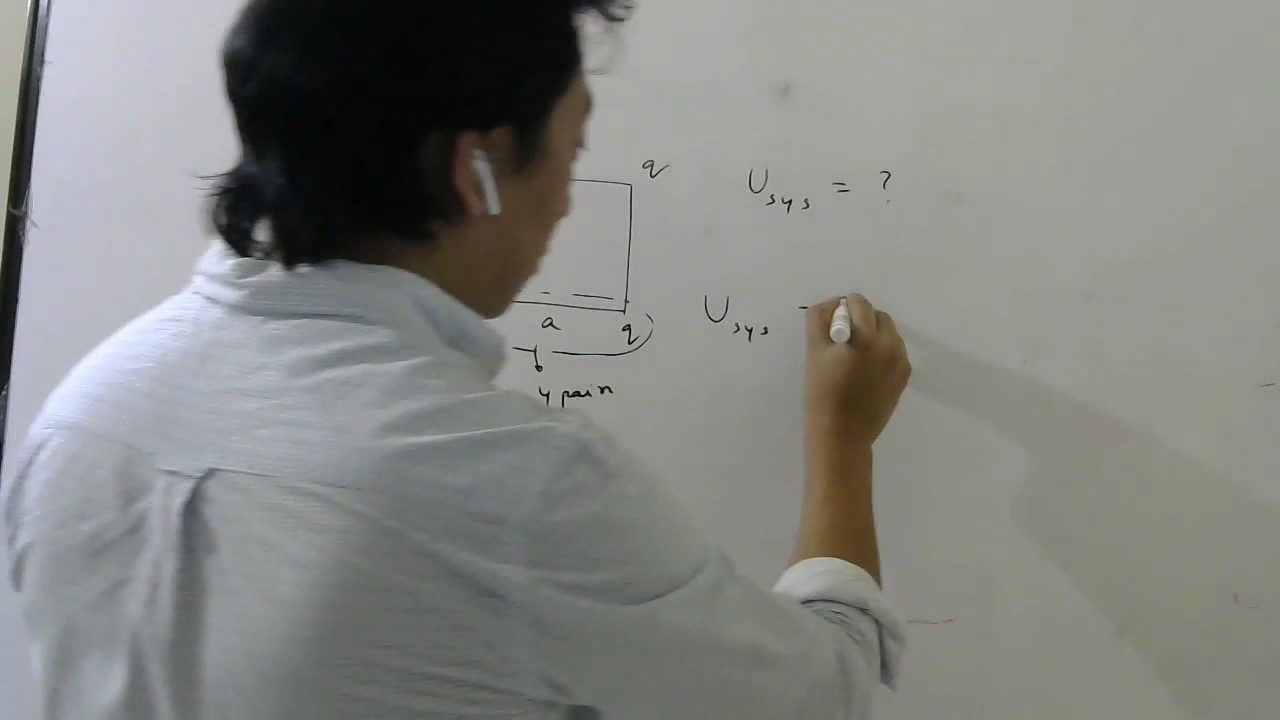 q
U sys = ?
a
q
U sys
4 pair